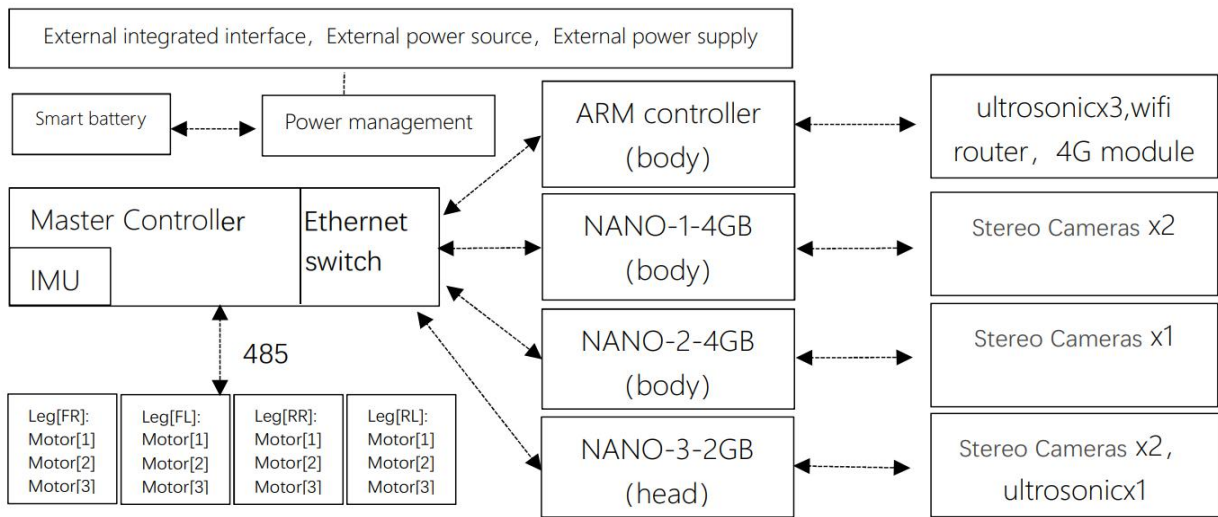 External integrated interface，External power source，External power supply
Smart battery
Power management
ARM controller
(body)
ultrosonicx3,wifi
router，4G module
Master Controller
IMU
Ethernet
switch
NANO-1-4GB
(body)
Stereo Cameras x2
NANO-2-4GB
(body)
Stereo Cameras x1
485
Leg[FR]:
Motor[1]
Motor[2]
Motor[3]
Leg[FL]:
Motor[1]
Motor[2]
Motor[3]
Leg[RR]:
Motor[1]
Motor[2]
Motor[3]
Leg[RL]:
Motor[1]
Motor[2]
Motor[3]
NANO-3-2GB
(head)
Stereo Cameras x2，
ultrosonicx1